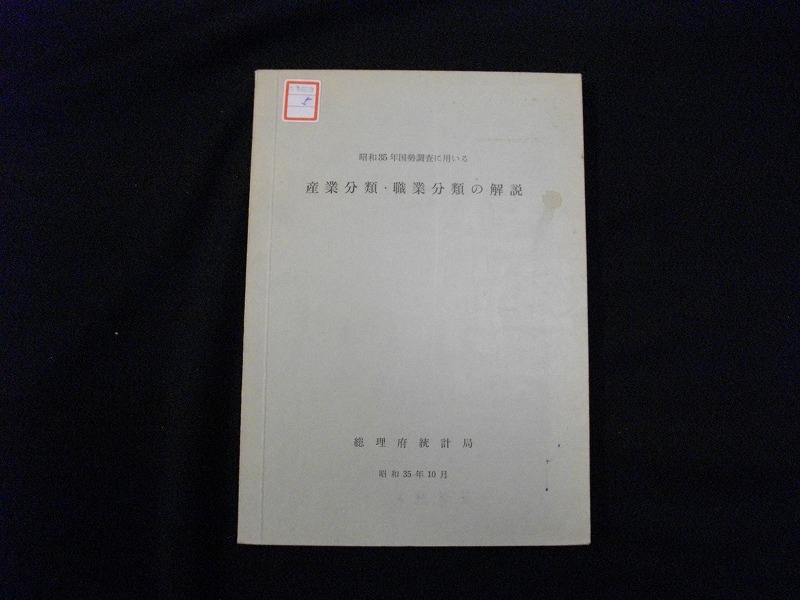 5
昭和35年国勢調査に用いる
産業分類・職業分類の解説
総理府統計局
昭和35年10月